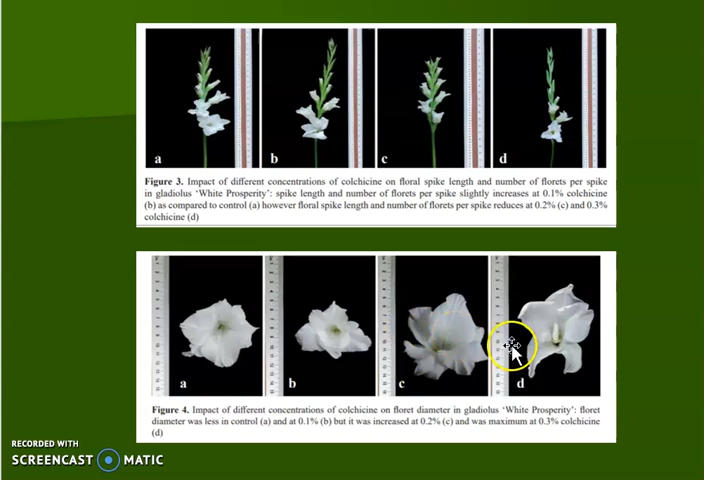 a b c d
Figure 3. Impact of different concentrations of colchicine on floral spike length and number of florets per spike
in gladiolus 'White Prosperity': spike length and number of florets per spike slightly increases at 0.1% colchicine
(b) as compared to control (a) however floral spike length and number of florets per spike reduces at 0.2% (c) and 0.3%
colchicine (d)
a b c d
Figure 4. Impact of different concentrations of colchicine on floret diameter in gladiolus 'White Prosperity': floret
diameter was less in control (a) and at 0.1% (b) but it was increased at 0.2% (c) and was maximum at 0.3% colchicine
(d)
RECORDED WITH
SCREENCAST MATIC